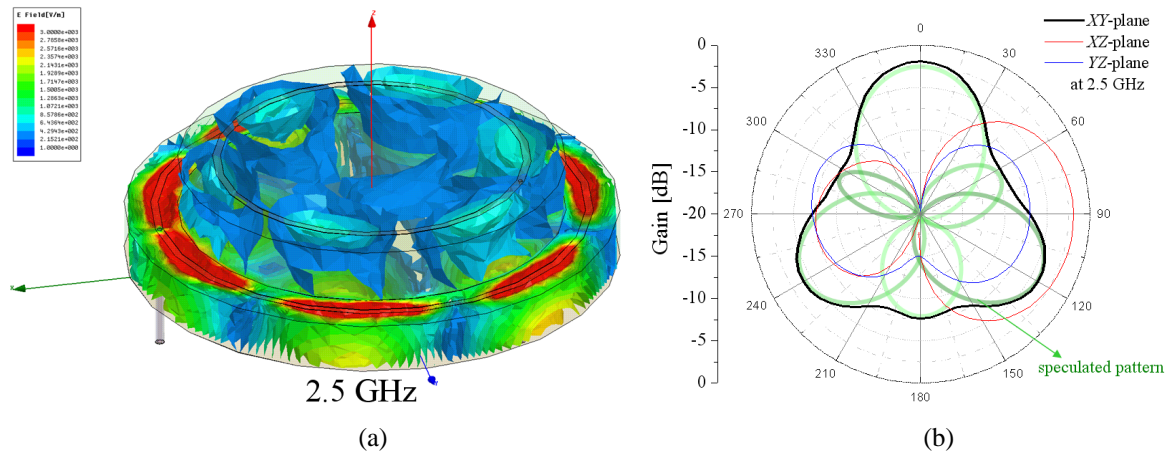 E Field[V/m]
3.0000e+003
2.7858e+003
2.5716e+003
2.3574e+003
2.1431e+003
1.9289e+003
1.7147e+003
1.5005e+003
1.2863e+003
1.0721e+003
8.5786e+002
6.4364e+002
4.2943e+002
2.1521e+002
1.0000e+000
z
x
2.5 GHz
(a)
XY-plane
XZ-plane
YZ-plane
at 2.5 GHz
Gain [dB]
0
-5
-10
-15
-20
-15
-10
-5
0
0
30
60
90
120
150
180
210
240
270
300
330
speculated pattern
(b)